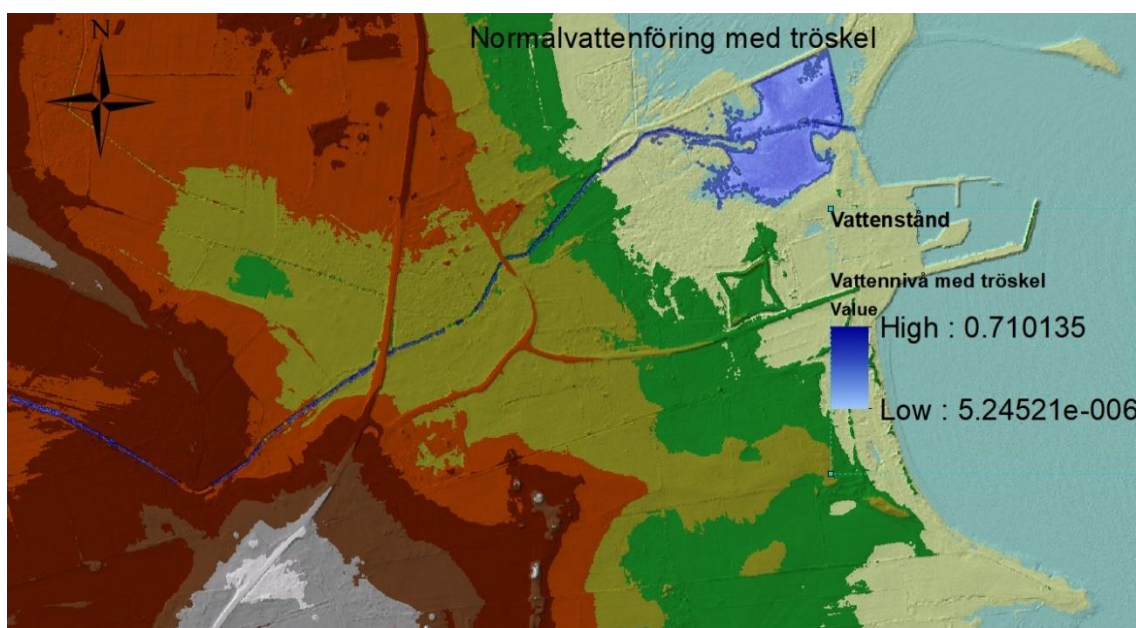 Normalvattenföring med tröskel
N
Vattenstånd
Vattennivå med tröskel
Value
High : 0.710135
Low : 5.24521e-006